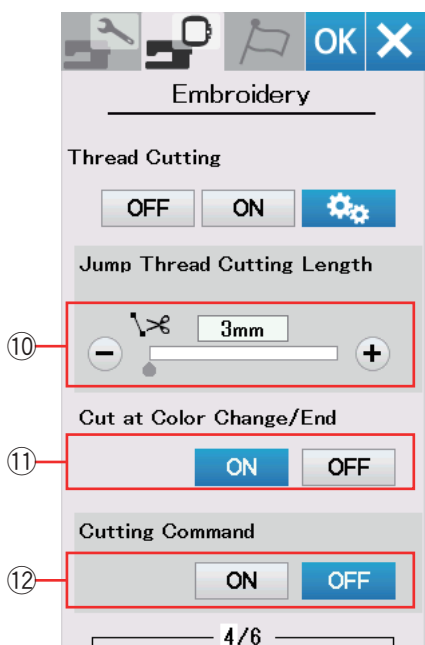 OK
Embroidery
Thread Cutting
OFF ON
Jump Thread Cutting Length
⑩
3mm
− +
Cut at Color Change/End
⑪
ON OFF
Cutting Command
⑫
ON OFF
4/6